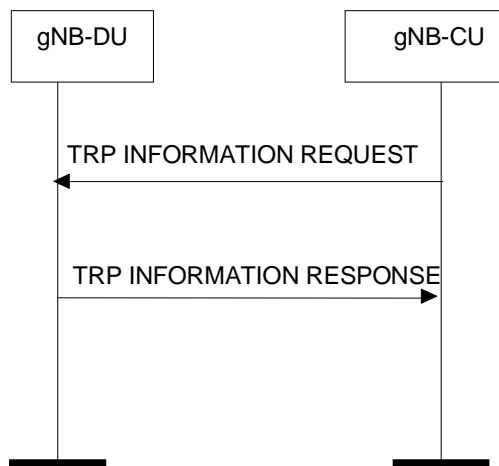 gNB-DU
gNB-CU
TRP INFORMATION REQUEST
TRP INFORMATION RESPONSE